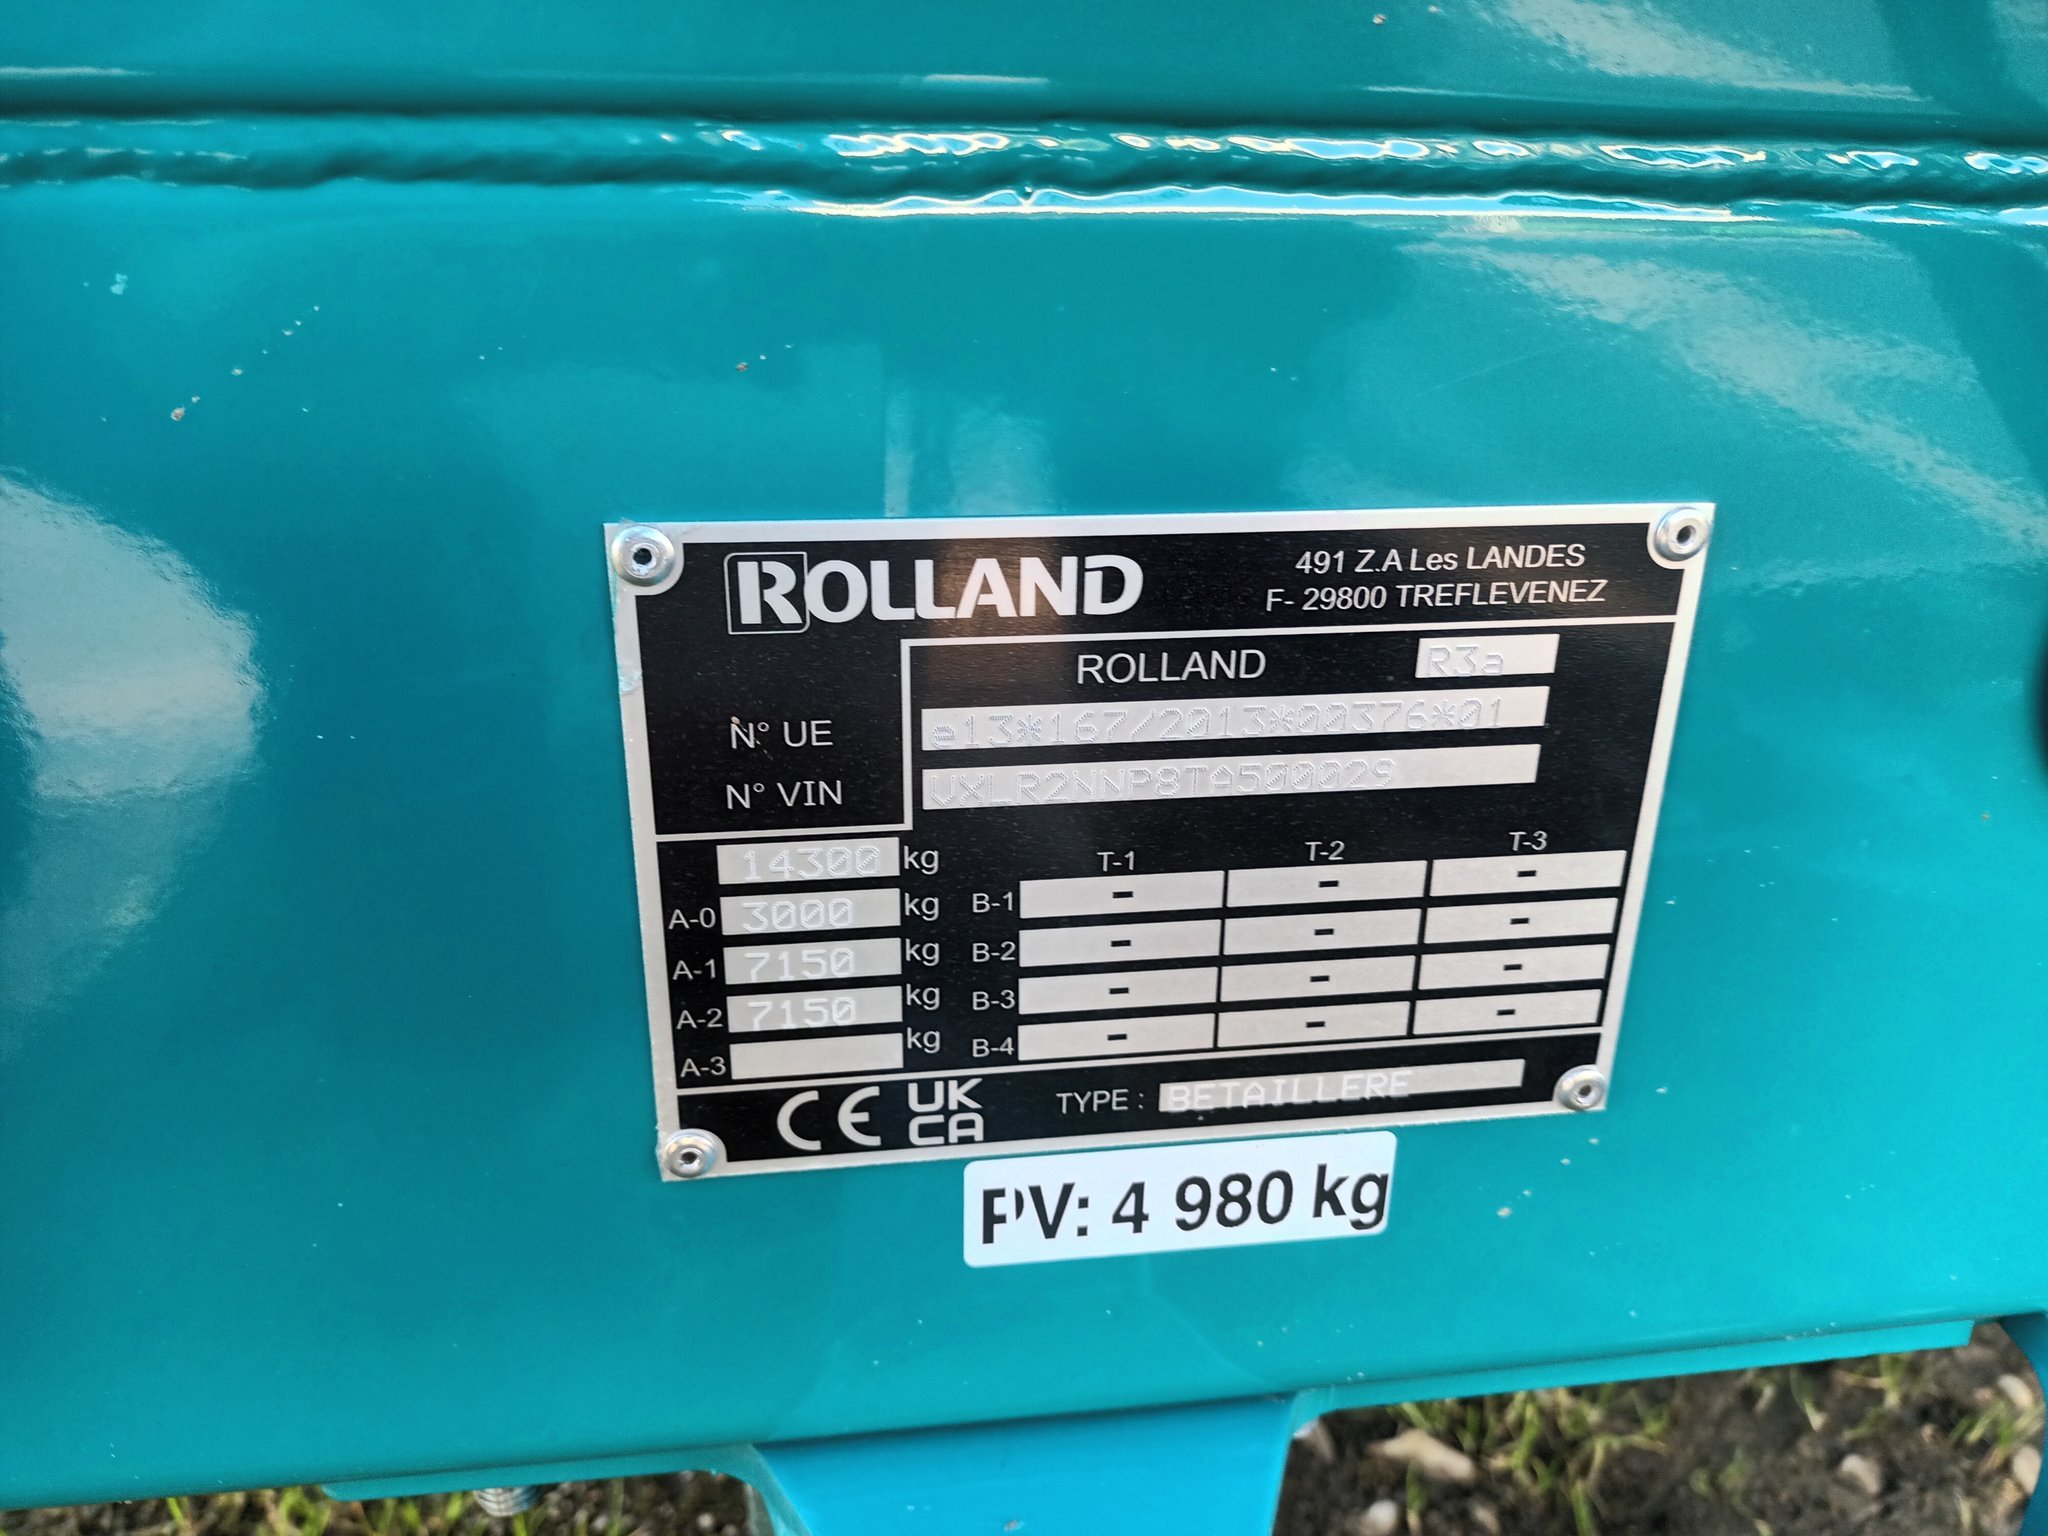 ROLLAND
491 Z.A Les LANDES
F- 29800 TREFLEVENEZ
ROLLAND R3a
N° UE e13*167/2013*00376*01
N° VIN VXLR2NNP8TA500029
14300 kg
A-0 3000 kg
A-1 7150 kg
A-2 7150 kg
A-3 kg
T-1 T-2 T-3
B-1 - - -
B-2 - - -
B-3 - - -
B-4 - - -
CE UK CA TYPE : BETAILLERE
PV: 4 980 kg